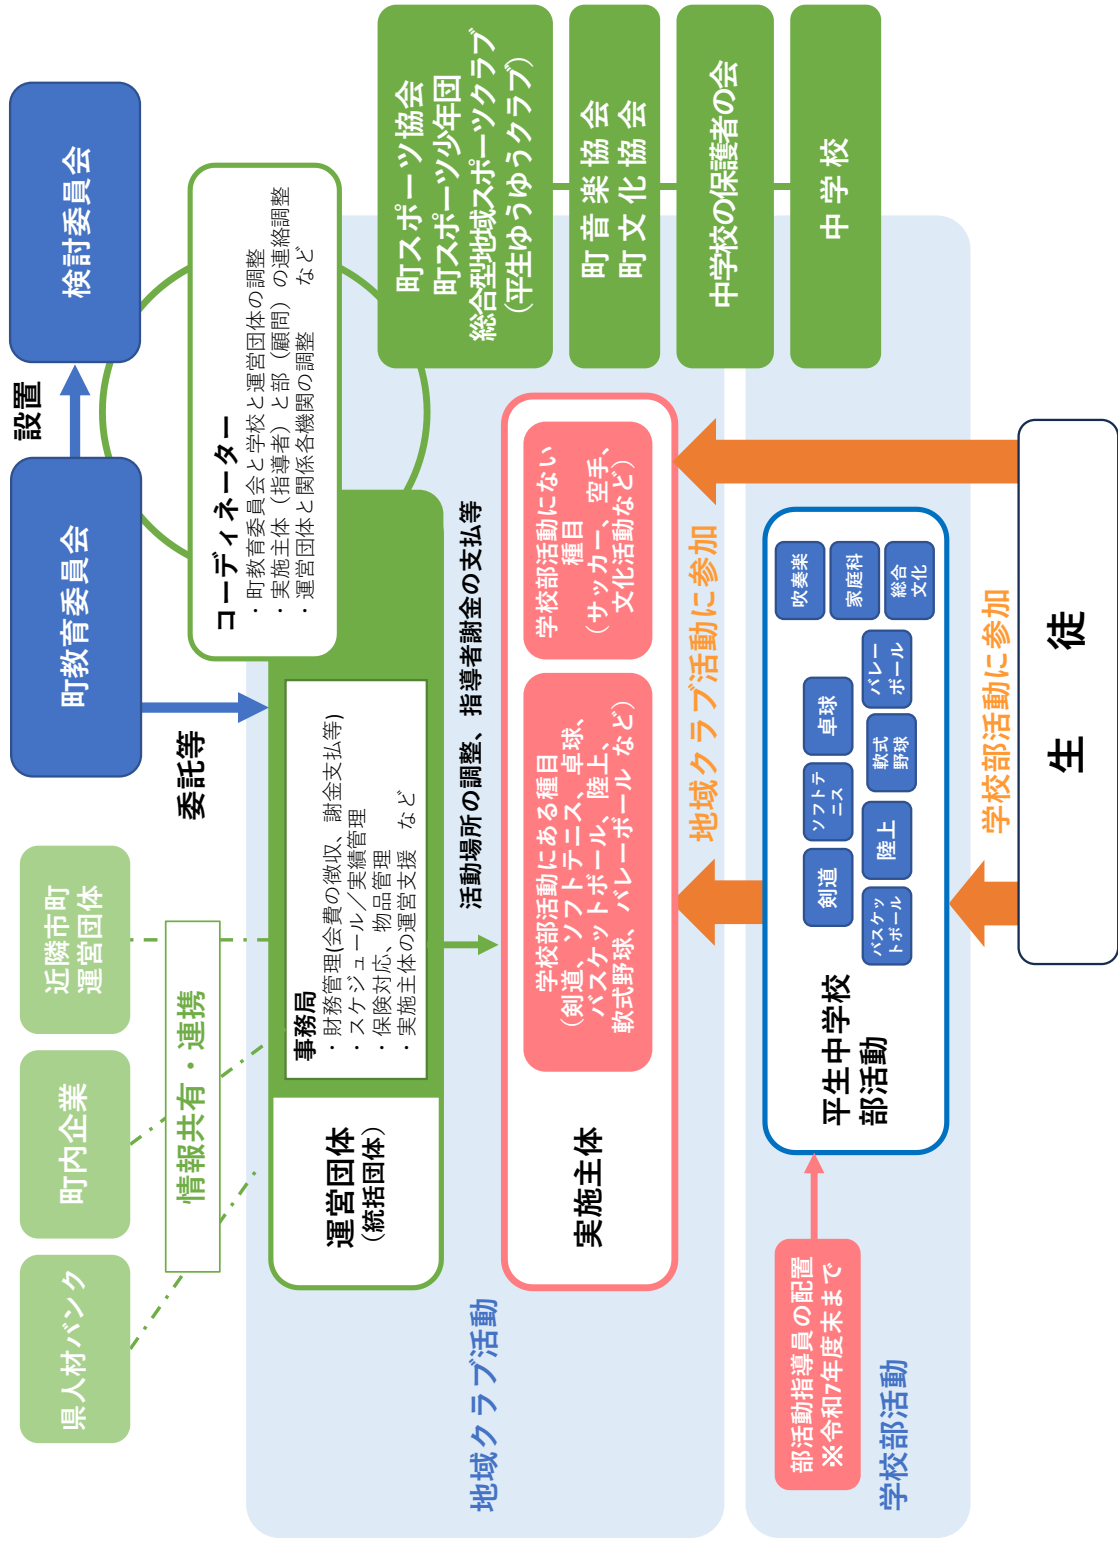 県人材バンク
町内企業
近隣市町
運営団体
情報共有・連携
町教育委員会
設置
検討委員会
委託等
コーディネーター
・町教育委員会と学校と運営団体の調整
・実施主体（指導者）と部（顧問）の連絡調整
・運営団体と関係各機関の調整　　など
運営団体
（統括団体）
事務局
・財務管理(会費の徴収、謝金支払等)
・スケジュール／実績管理
・保険対応、物品管理
・実施主体の運営支援　など
町スポーツ協会
町スポーツ少年団
総合型地域スポーツクラブ
（平生ゆうゆうクラブ）
町音楽協会
町文化協会
中学校の保護者の会
中学校
地域クラブ活動
活動場所の調整、指導者謝金の支払等
実施主体
学校部活動にある種目
（剣道、ソフトテニス、卓球、
バスケットボール、陸上、
軟式野球、バレーボール など）
学校部活動にない
種目
（サッカー、空手、
文化活動など）
地域クラブ活動に参加
部活動指導員の配置
※令和7年度末まで
学校部活動
平生中学校
部活動
剣道
ソフトテ
ニス
卓球
バスケッ
トボール
陸上
軟式
野球
バレー
ボール
吹奏楽
家庭科
総合
文化
学校部活動に参加
生　徒